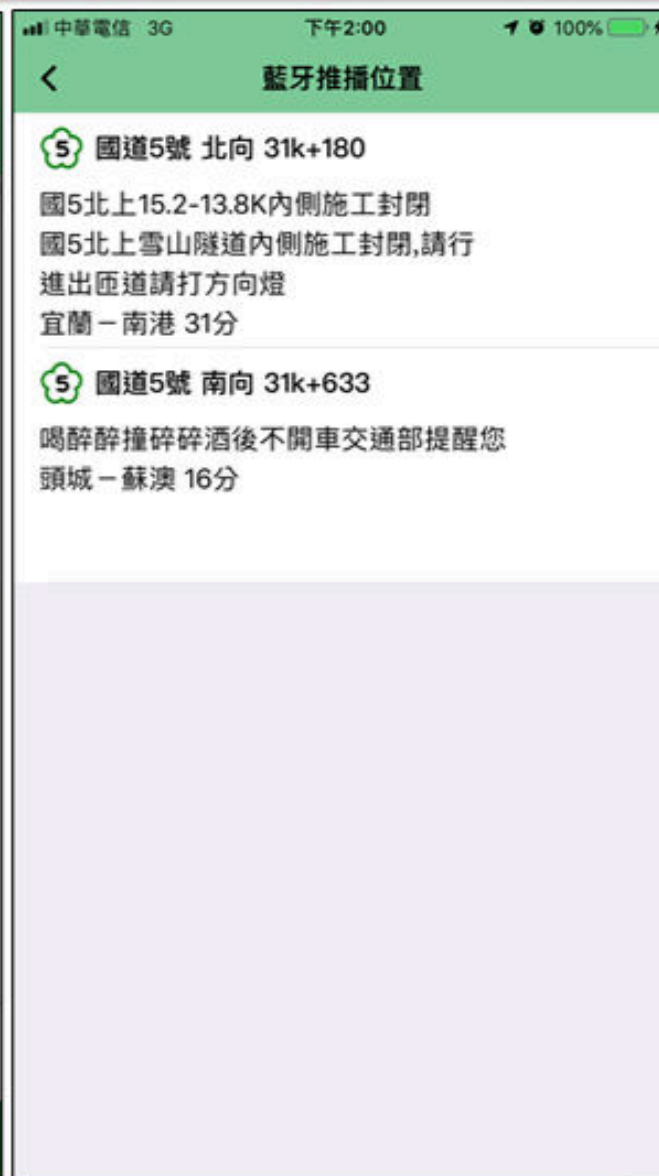 中華電信 3G 下午2:00 100%
藍牙推播位置
5 國道5號 北向 31k+180
國5北上15.2-13.8K內側施工封閉
國5北上雪山隧道內側施工封閉,請行
進出匝道請打方向燈
宜蘭－南港 31分
5 國道5號 南向 31k+633
喝醉醉撞碎碎酒後不開車交通部提醒您
頭城－蘇澳 16分